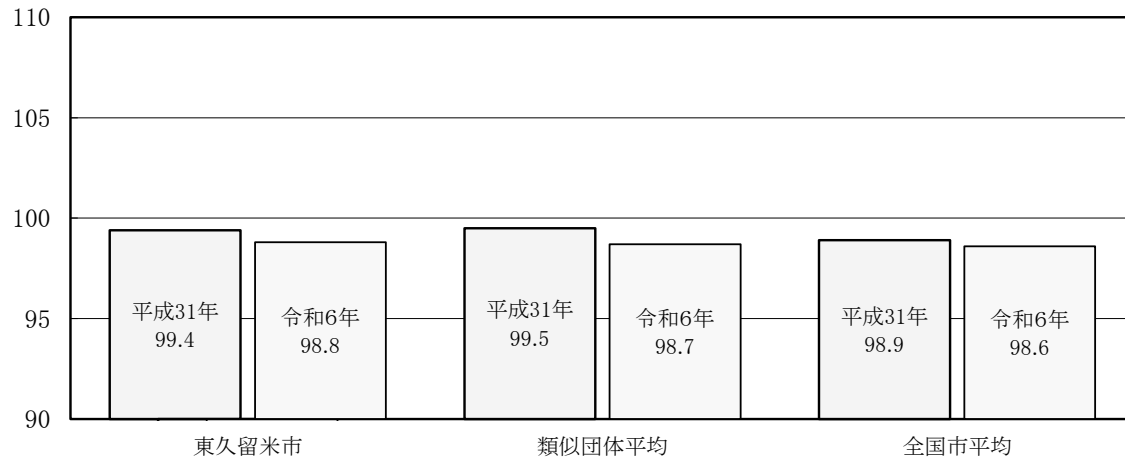 110
105
100
95
90
平成31年
99.4
令和6年
98.8
平成31年
99.5
令和6年
98.7
平成31年
98.9
令和6年
98.6
東久留米市
類似団体平均
全国市平均